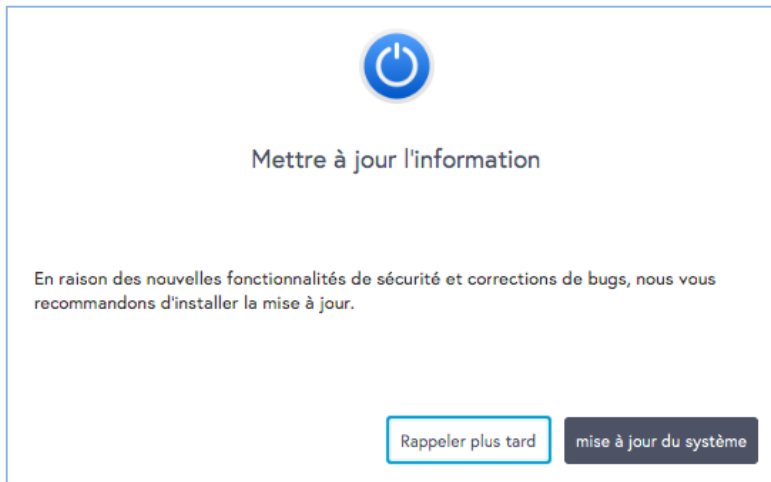 Mettre à jour l'information
En raison des nouvelles fonctionnalités de sécurité et corrections de bugs, nous vous
recommandons d'installer la mise à jour.
Rappeler plus tard
mise à jour du système